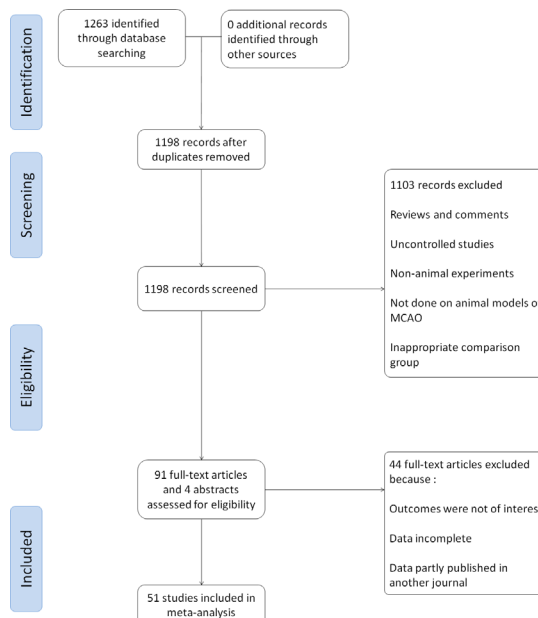 Identification
1263 identified
through database
searching
0 additional records
identified through
other sources
1198 records after
duplicates removed
Screening
1198 records screened
1103 records excluded
Reviews and comments
Uncontrolled studies
Non-animal experiments
Not done on animal models o
MCAO
Inappropriate comparison
group
Eligibility
91 full-text articles
and 4 abstracts
assessed for eligibility
44 full-text articles excluded
because :
Outcomes were not of interes
Data incomplete
Data partly published in
another journal
Included
51 studies included in
meta-analysis